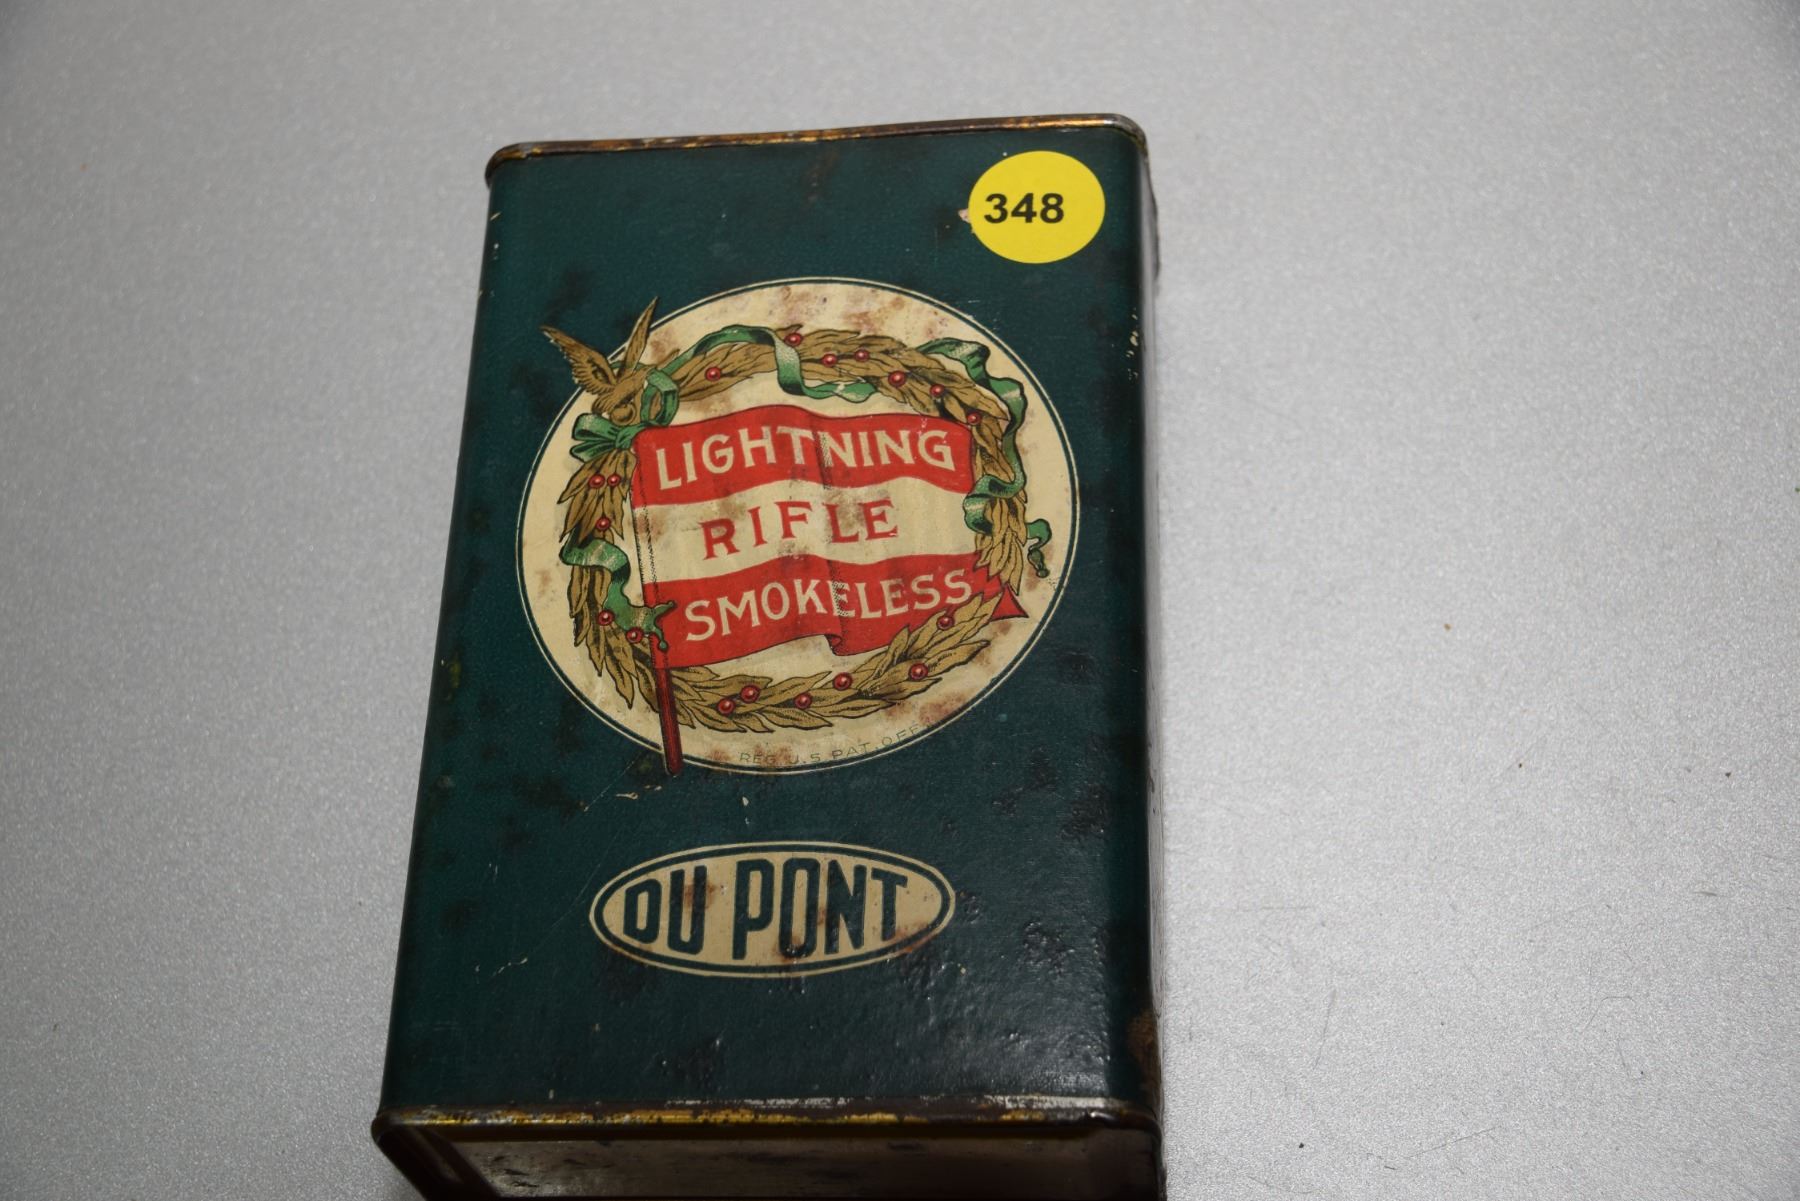 348
LIGHTNING
RIFLE
SMOKELESS
REG. U.S. PAT. OFF.
DU PONT